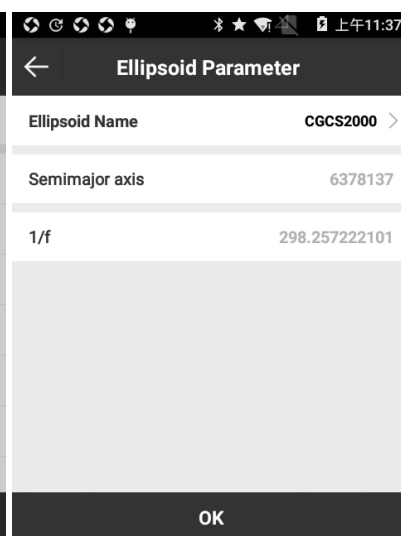 上午11:37
Ellipsoid Parameter
Ellipsoid Name CGCS2000
Semimajor axis 6378137
1/f 298.257222101
OK